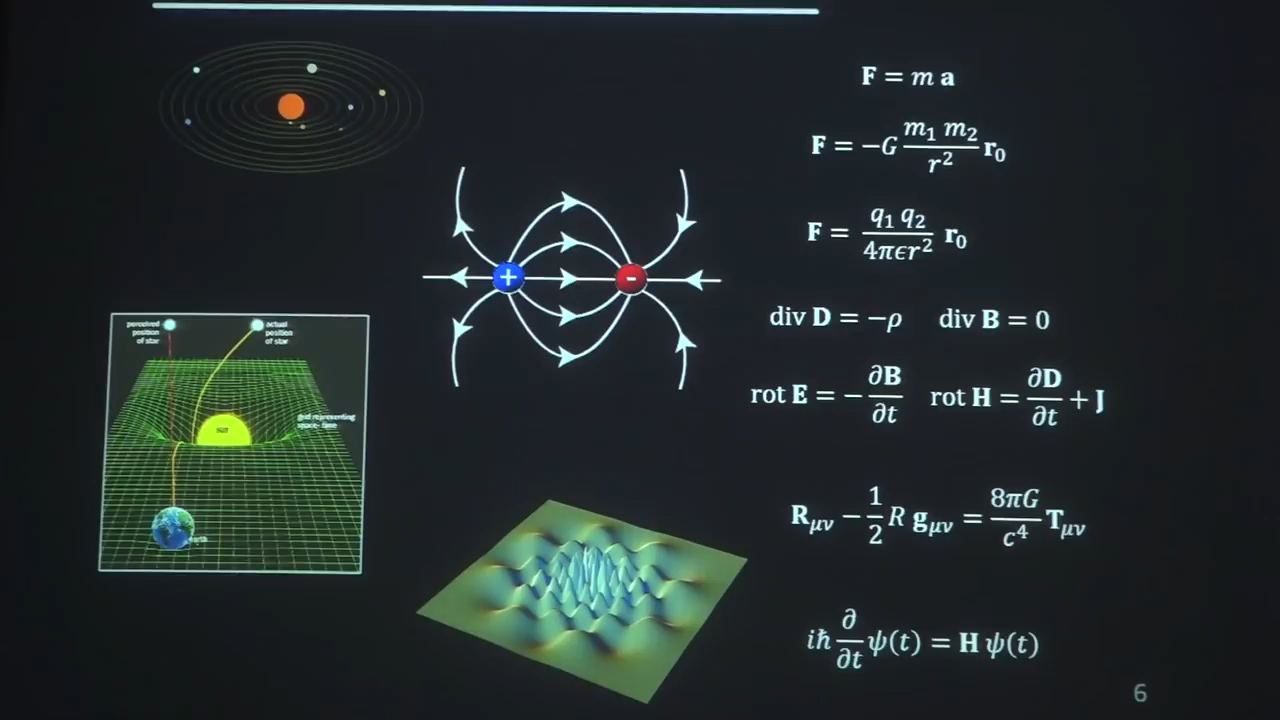 F = m a
F = −G m₁ m₂ / r² r₀
F = q₁ q₂ / 4πϵr² r₀
div D = −ρ div B = 0
rot E = − ∂B/∂t rot H = ∂D/∂t + J
R_μν − 1/2 R g_μν = 8πG/c⁴ T_μν
iħ ∂/∂t ψ(t) = H ψ(t)
+
-
perceived
position
of star
actual
position
of star
sun
grid representing
space- time
earth
6